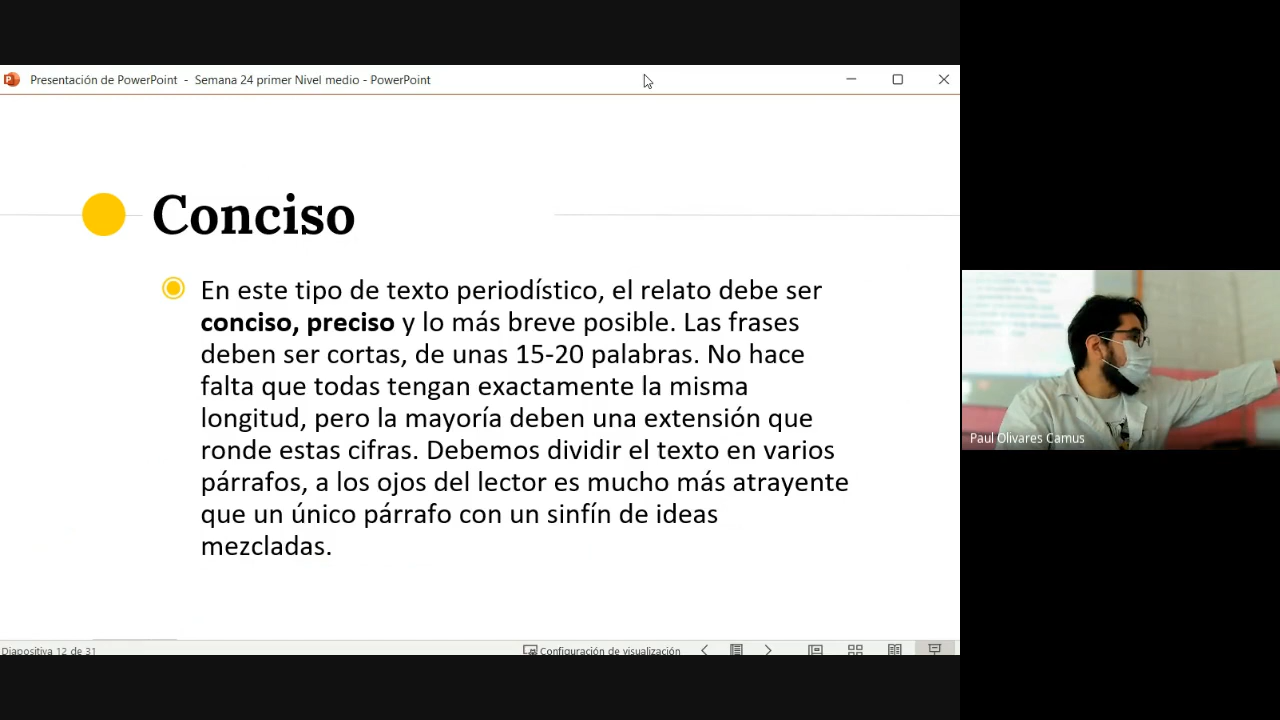 Presentación de PowerPoint - Semana 24 primer Nivel medio - PowerPoint
Conciso
En este tipo de texto periodístico, el relato debe ser
conciso, preciso y lo más breve posible. Las frases
deben ser cortas, de unas 15-20 palabras. No hace
falta que todas tengan exactamente la misma
longitud, pero la mayoría deben una extensión que
ronde estas cifras. Debemos dividir el texto en varios
párrafos, a los ojos del lector es mucho más atrayente
que un único párrafo con un sinfín de ideas
mezcladas.
Paul Olivares Camus
Diapositiva 12 de 31
Configuración de visualización